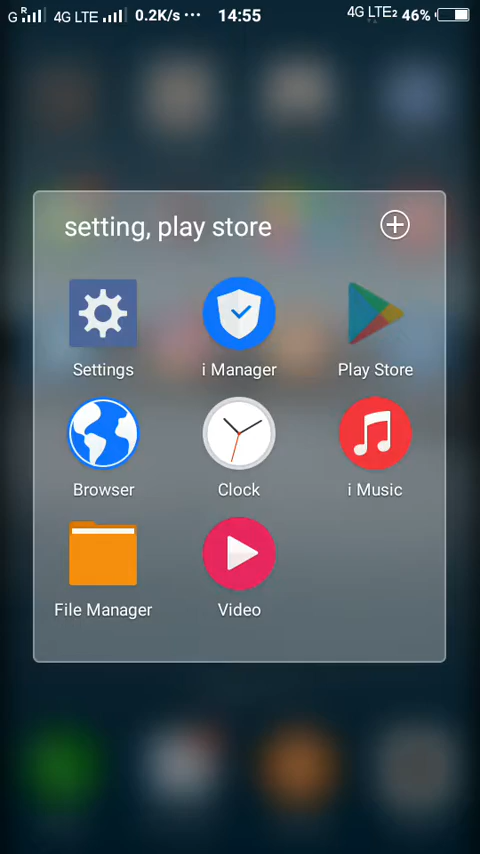 G R 4G LTE 0.2K/s ··· 14:55 4G LTE2 46%
setting, play store
Settings i Manager Play Store
Browser Clock i Music
File Manager Video